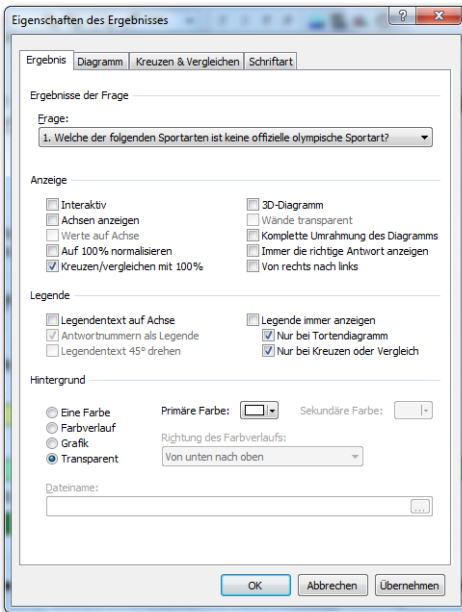 Eigenschaften des Ergebnisses
Ergebnis Diagramm Kreuzen & Vergleichen Schriftart
Ergebnisse der Frage
Frage:
1. Welche der folgenden Sportarten ist keine offizielle olympische Sportart?
Anzeige
Interaktiv 3D-Diagramm
Achsen anzeigen Wände transparent
Werte auf Achse Komplette Umrahmung des Diagramms
Auf 100% normalisieren Immer die richtige Antwort anzeigen
Kreuzen/vergleichen mit 100% Von rechts nach links
Legende
Legendentext auf Achse Legende immer anzeigen
Antwortnummern als Legende Nur bei Tortendiagramm
Legendentext 45° drehen Nur bei Kreuzen oder Vergleich
Hintergrund
Eine Farbe Primäre Farbe: Sekundäre Farbe:
Farbverlauf
Grafik Richtung des Farbverlaufs:
Transparent Von unten nach oben
Dateiname:
...
OK Abbrechen Übernehmen